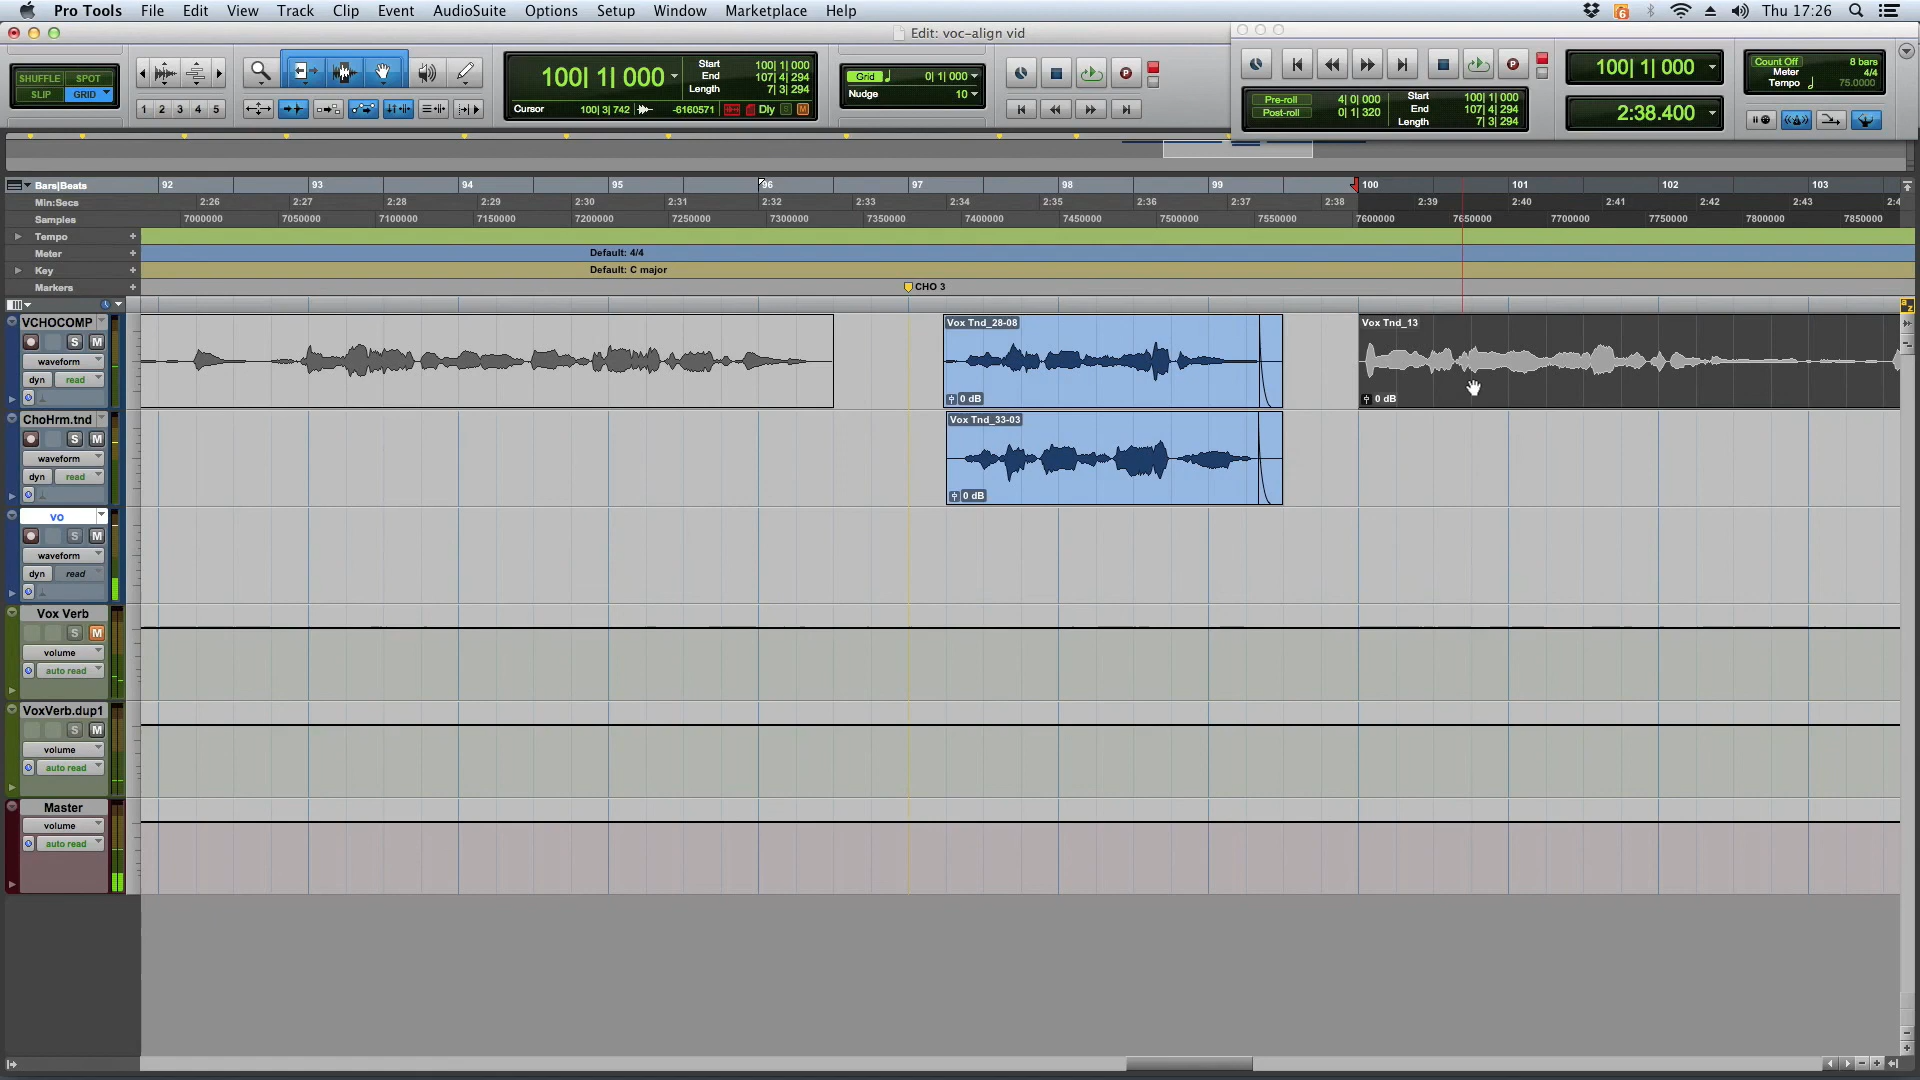 Pro Tools File Edit View Track Clip Event AudioSuite Options Setup Window Marketplace Help
6 Thu 17:26
Edit: voc-align vid
SHUFFLE SPOT
SLIP GRID
1 2 3 4 5
100| 1| 000
Start 100| 1| 000
End 107| 4| 294
Length 7| 3| 294
Cursor 100| 3| 742 -6160571 Dly S M
Grid 0| 1| 000
Nudge 10
Pre-roll 4| 0| 000
Post-roll 0| 1| 320
Start 100| 1| 000
End 107| 4| 294
Length 7| 3| 294
100| 1| 000
2:38.400
Count Off 8 bars
Meter 4/4
Tempo 75.0000
Bars|Beats 92 93 94 95 96 97 98 99 100 101 102 103
Min:Secs 2:26 2:27 2:28 2:29 2:30 2:31 2:32 2:33 2:34 2:35 2:36 2:37 2:38 2:39 2:40 2:41 2:42 2:43 2:4
Samples 7000000 7050000 7100000 7150000 7200000 7250000 7300000 7350000 7400000 7450000 7500000 7550000 7600000 7650000 7700000 7750000 7800000 7850000
Tempo
Meter Default: 4/4
Key Default: C major
Markers CHO 3
VCHOCOMP
S M
waveform
dyn read
Vox Tnd_28-08
0 dB
Vox Tnd_13
0 dB
ChoHrm.tnd
S M
waveform
dyn read
Vox Tnd_33-03
0 dB
vo
S M
waveform
dyn read
Vox Verb
S M
volume
auto read
VoxVerb.dup1
S M
volume
auto read
Master
volume
auto read